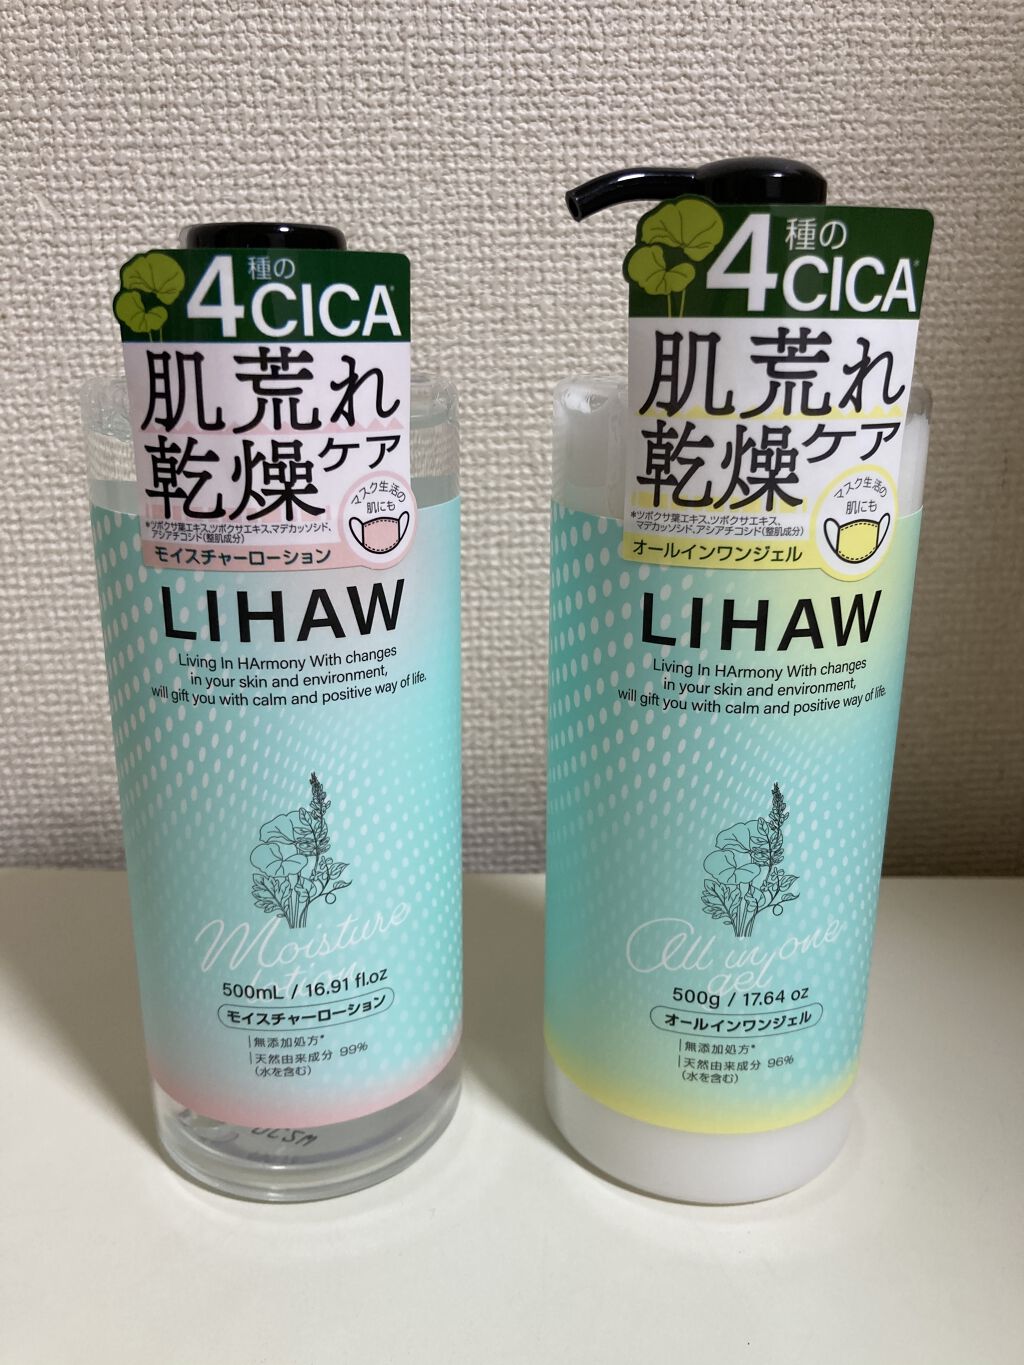 4種の
CICA*
肌荒れ
乾燥ケア
マスク生活の
肌にも
*ツボクサ葉エキス、ツボクサエキス、マデカッソシド、
アシアチコシド(整肌成分)
モイスチャーローション
LIHAW
Living In HArmony With changes
in your skin and environment,
will gift you with calm and positive way of life.
Moisture
lotion
500mL / 16.91 fl.oz
モイスチャーローション
無添加処方*
天然由来成分 99%
(水を含む)
4種の
CICA*
肌荒れ
乾燥ケア
マスク生活の
肌にも
*ツボクサ葉エキス、ツボクサエキス、
マデカッソシド、アシアチコシド(整肌成分)
オールインワンジェル
LIHAW
Living In HArmony With changes
in your skin and environment,
will gift you with calm and positive way of life.
All in one
gel
500g / 17.64 oz
オールインワンジェル
無添加処方*
天然由来成分 96%
(水を含む)